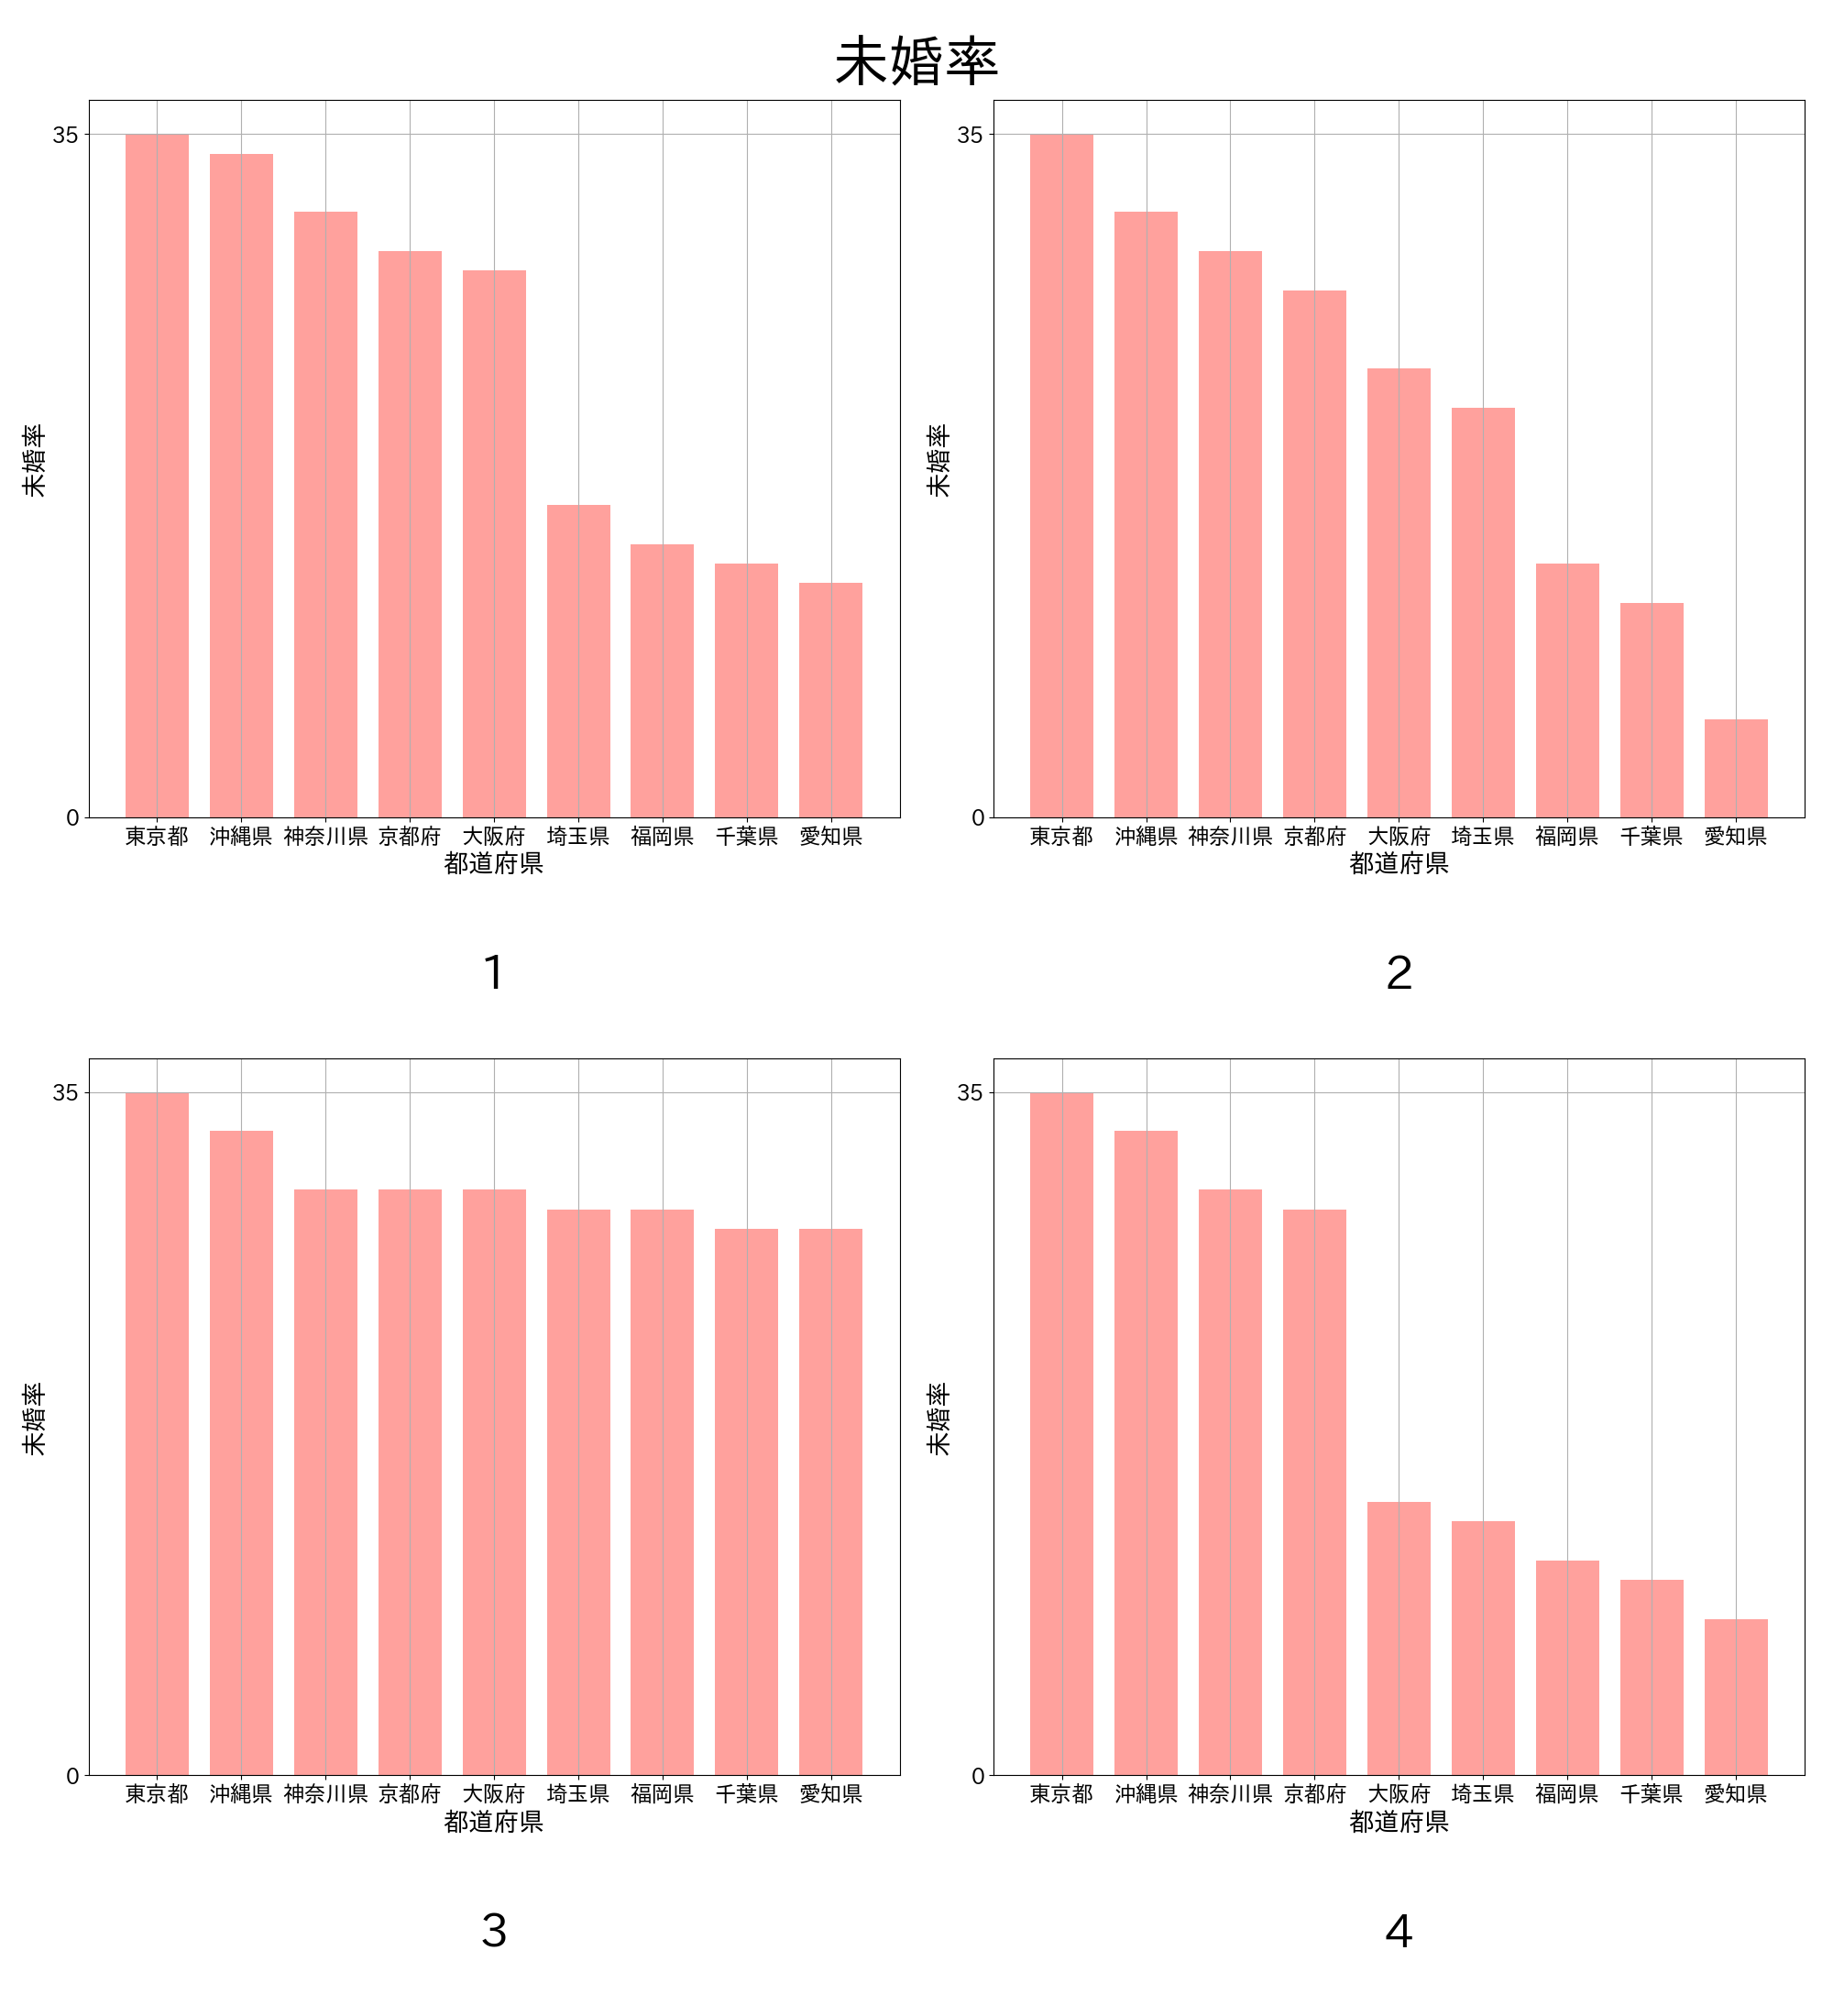 未婚率
35
0
未婚率
東京都 沖縄県 神奈川県 京都府 大阪府 埼玉県 福岡県 千葉県 愛知県
都道府県
1
35
0
未婚率
東京都 沖縄県 神奈川県 京都府 大阪府 埼玉県 福岡県 千葉県 愛知県
都道府県
2
35
0
未婚率
東京都 沖縄県 神奈川県 京都府 大阪府 埼玉県 福岡県 千葉県 愛知県
都道府県
3
35
0
未婚率
東京都 沖縄県 神奈川県 京都府 大阪府 埼玉県 福岡県 千葉県 愛知県
都道府県
4